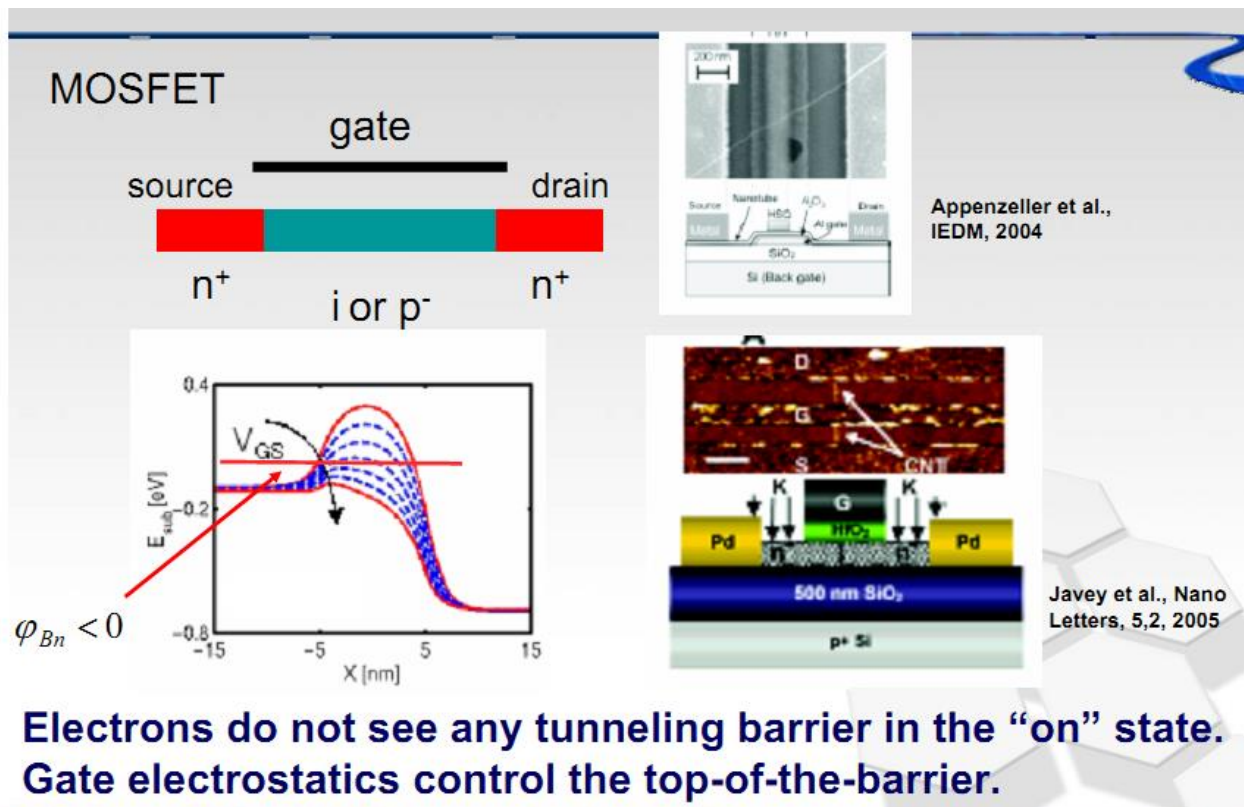 MOSFET
gate
source
drain
n+
n+
i or p-
200 nm
Source
Nanotube
HSQ
Al2O3
Al gate
Drain
Metal
Metal
SiO2
Si (Back gate)
Appenzeller et al.,
IEDM, 2004
0.4
-0.2
-0.8
VGS
Esub [eV]
-15
-5
5
15
X [nm]
φBn < 0
D
G
S
CNT
K
K
G
HfO2
Pd
n+
I
n+
Pd
500 nm SiO2
p+ Si
Javey et al., Nano
Letters, 5,2, 2005
Electrons do not see any tunneling barrier in the “on” state.
Gate electrostatics control the top-of-the-barrier.